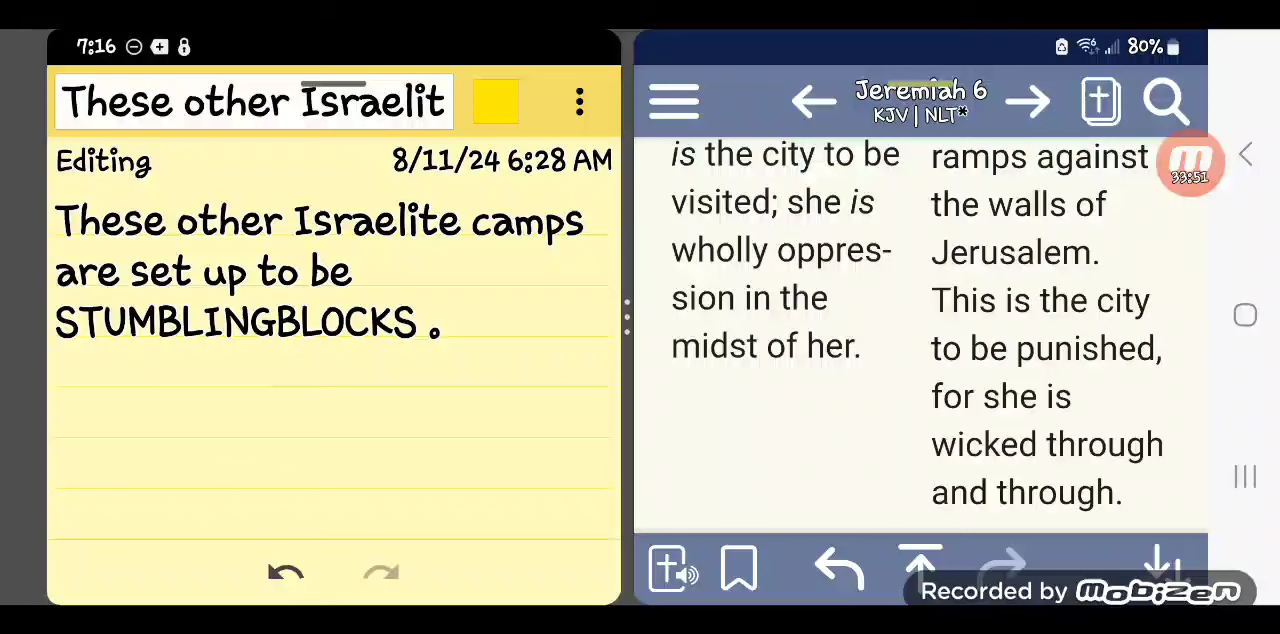 7:16
80%
These other Israelit
Editing
8/11/24 6:28 AM
These other Israelite camps
are set up to be
STUMBLINGBLOCKS .
Jeremiah 6
KJV | NLT*
is the city to be
visited; she is
wholly oppres-
sion in the
midst of her.
ramps against
the walls of
Jerusalem.
This is the city
to be punished,
for she is
wicked through
and through.
33:51
Recorded by MOBIZEN